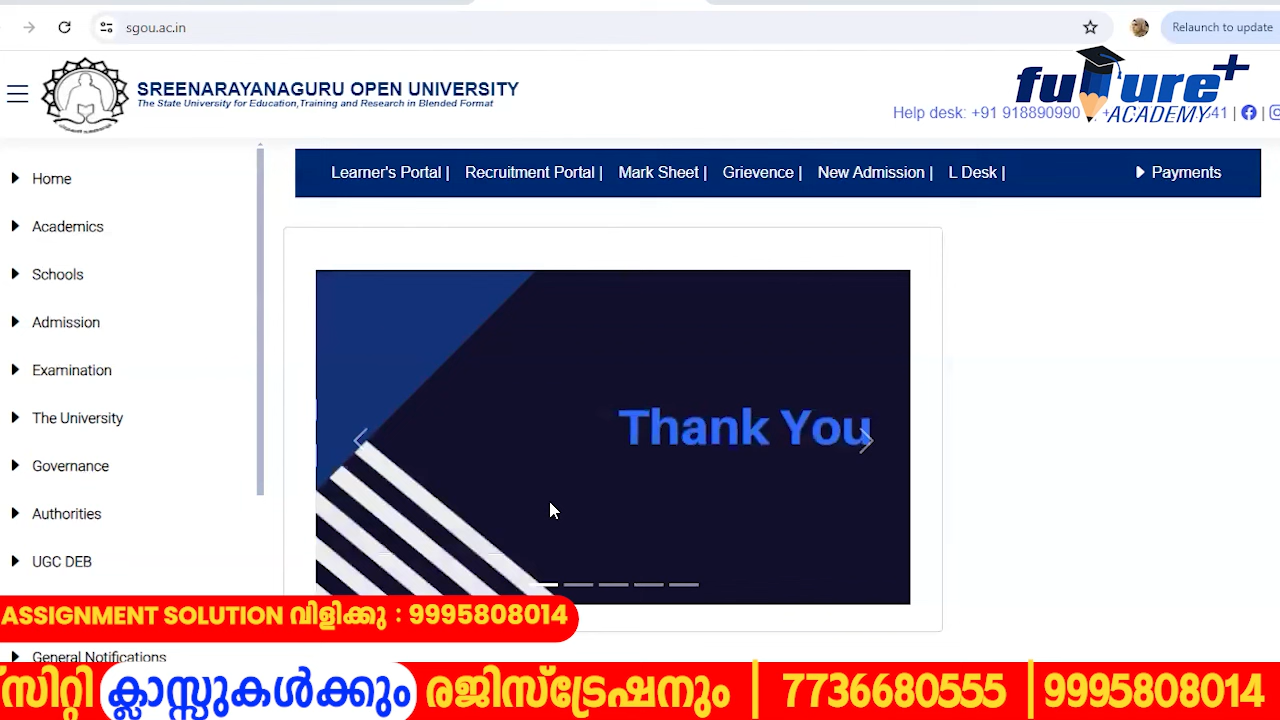 sgou.ac.in
Relaunch to update
SREENARAYANAGURU OPEN UNIVERSITY
The State University for Education,Training and Research in Blended Format
future+
ACADEMY
Help desk: +91 918890990
41 |
Home
Academics
Schools
Admission
Examination
The University
Governance
Authorities
UGC DEB
General Notifications
Learner's Portal | Recruitment Portal | Mark Sheet | Grievence | New Admission | L Desk |
Payments
Thank You
ASSIGNMENT SOLUTION വിളിക്കു : 9995808014
സിറ്റി ക്ലാസ്സുകൾക്കും രജിസ്ട്രേഷനും | 7736680555 | 9995808014